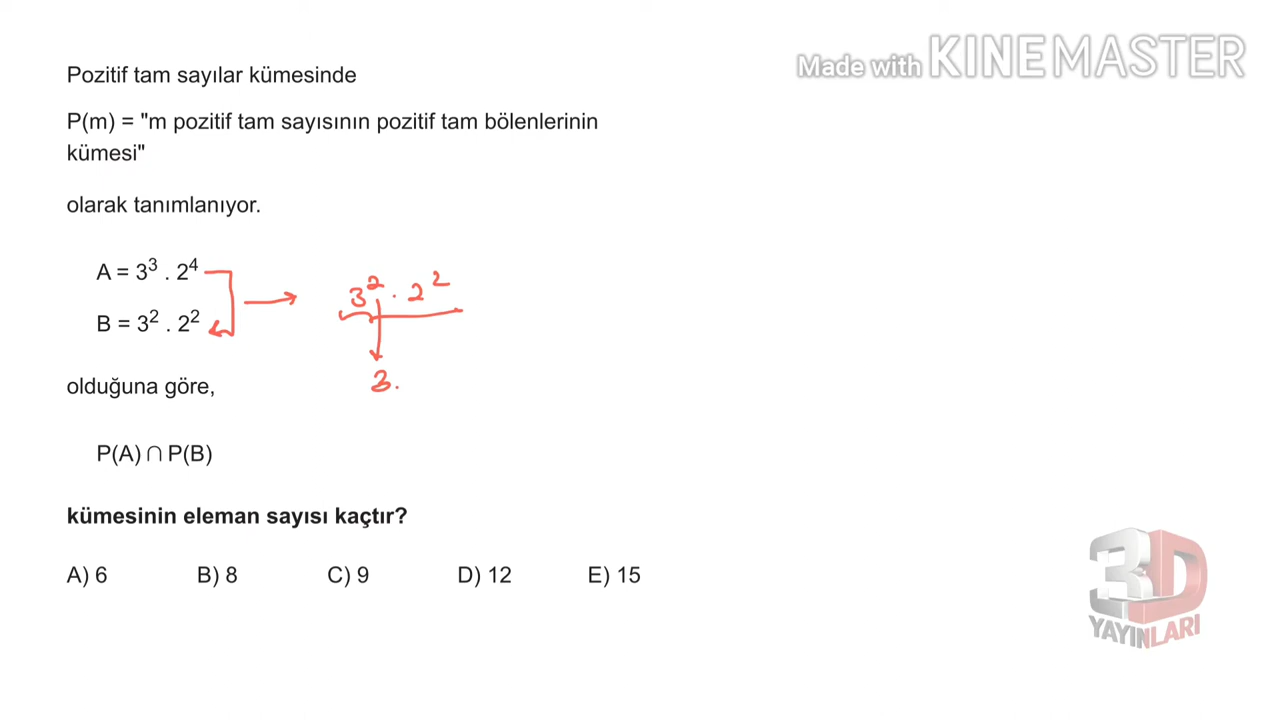 Made with KINEMASTER
Pozitif tam sayılar kümesinde
P(m) = "m pozitif tam sayısının pozitif tam bölenlerinin
kümesi"
olarak tanımlanıyor.
A = 3³ . 2⁴
3² . 2²
B = 3² . 2²
3.
olduğuna göre,
P(A) ∩ P(B)
kümesinin eleman sayısı kaçtır?
A) 6 B) 8 C) 9 D) 12 E) 15
3D
YAYINLARI